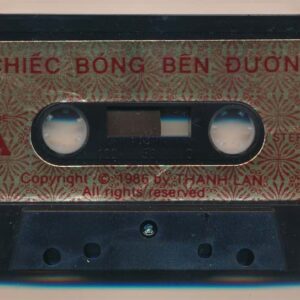 CHIẾC BÓNG BÊN ĐƯỜN
A
STE
Copyright © 1986 by THANH LAN
All rights reserved